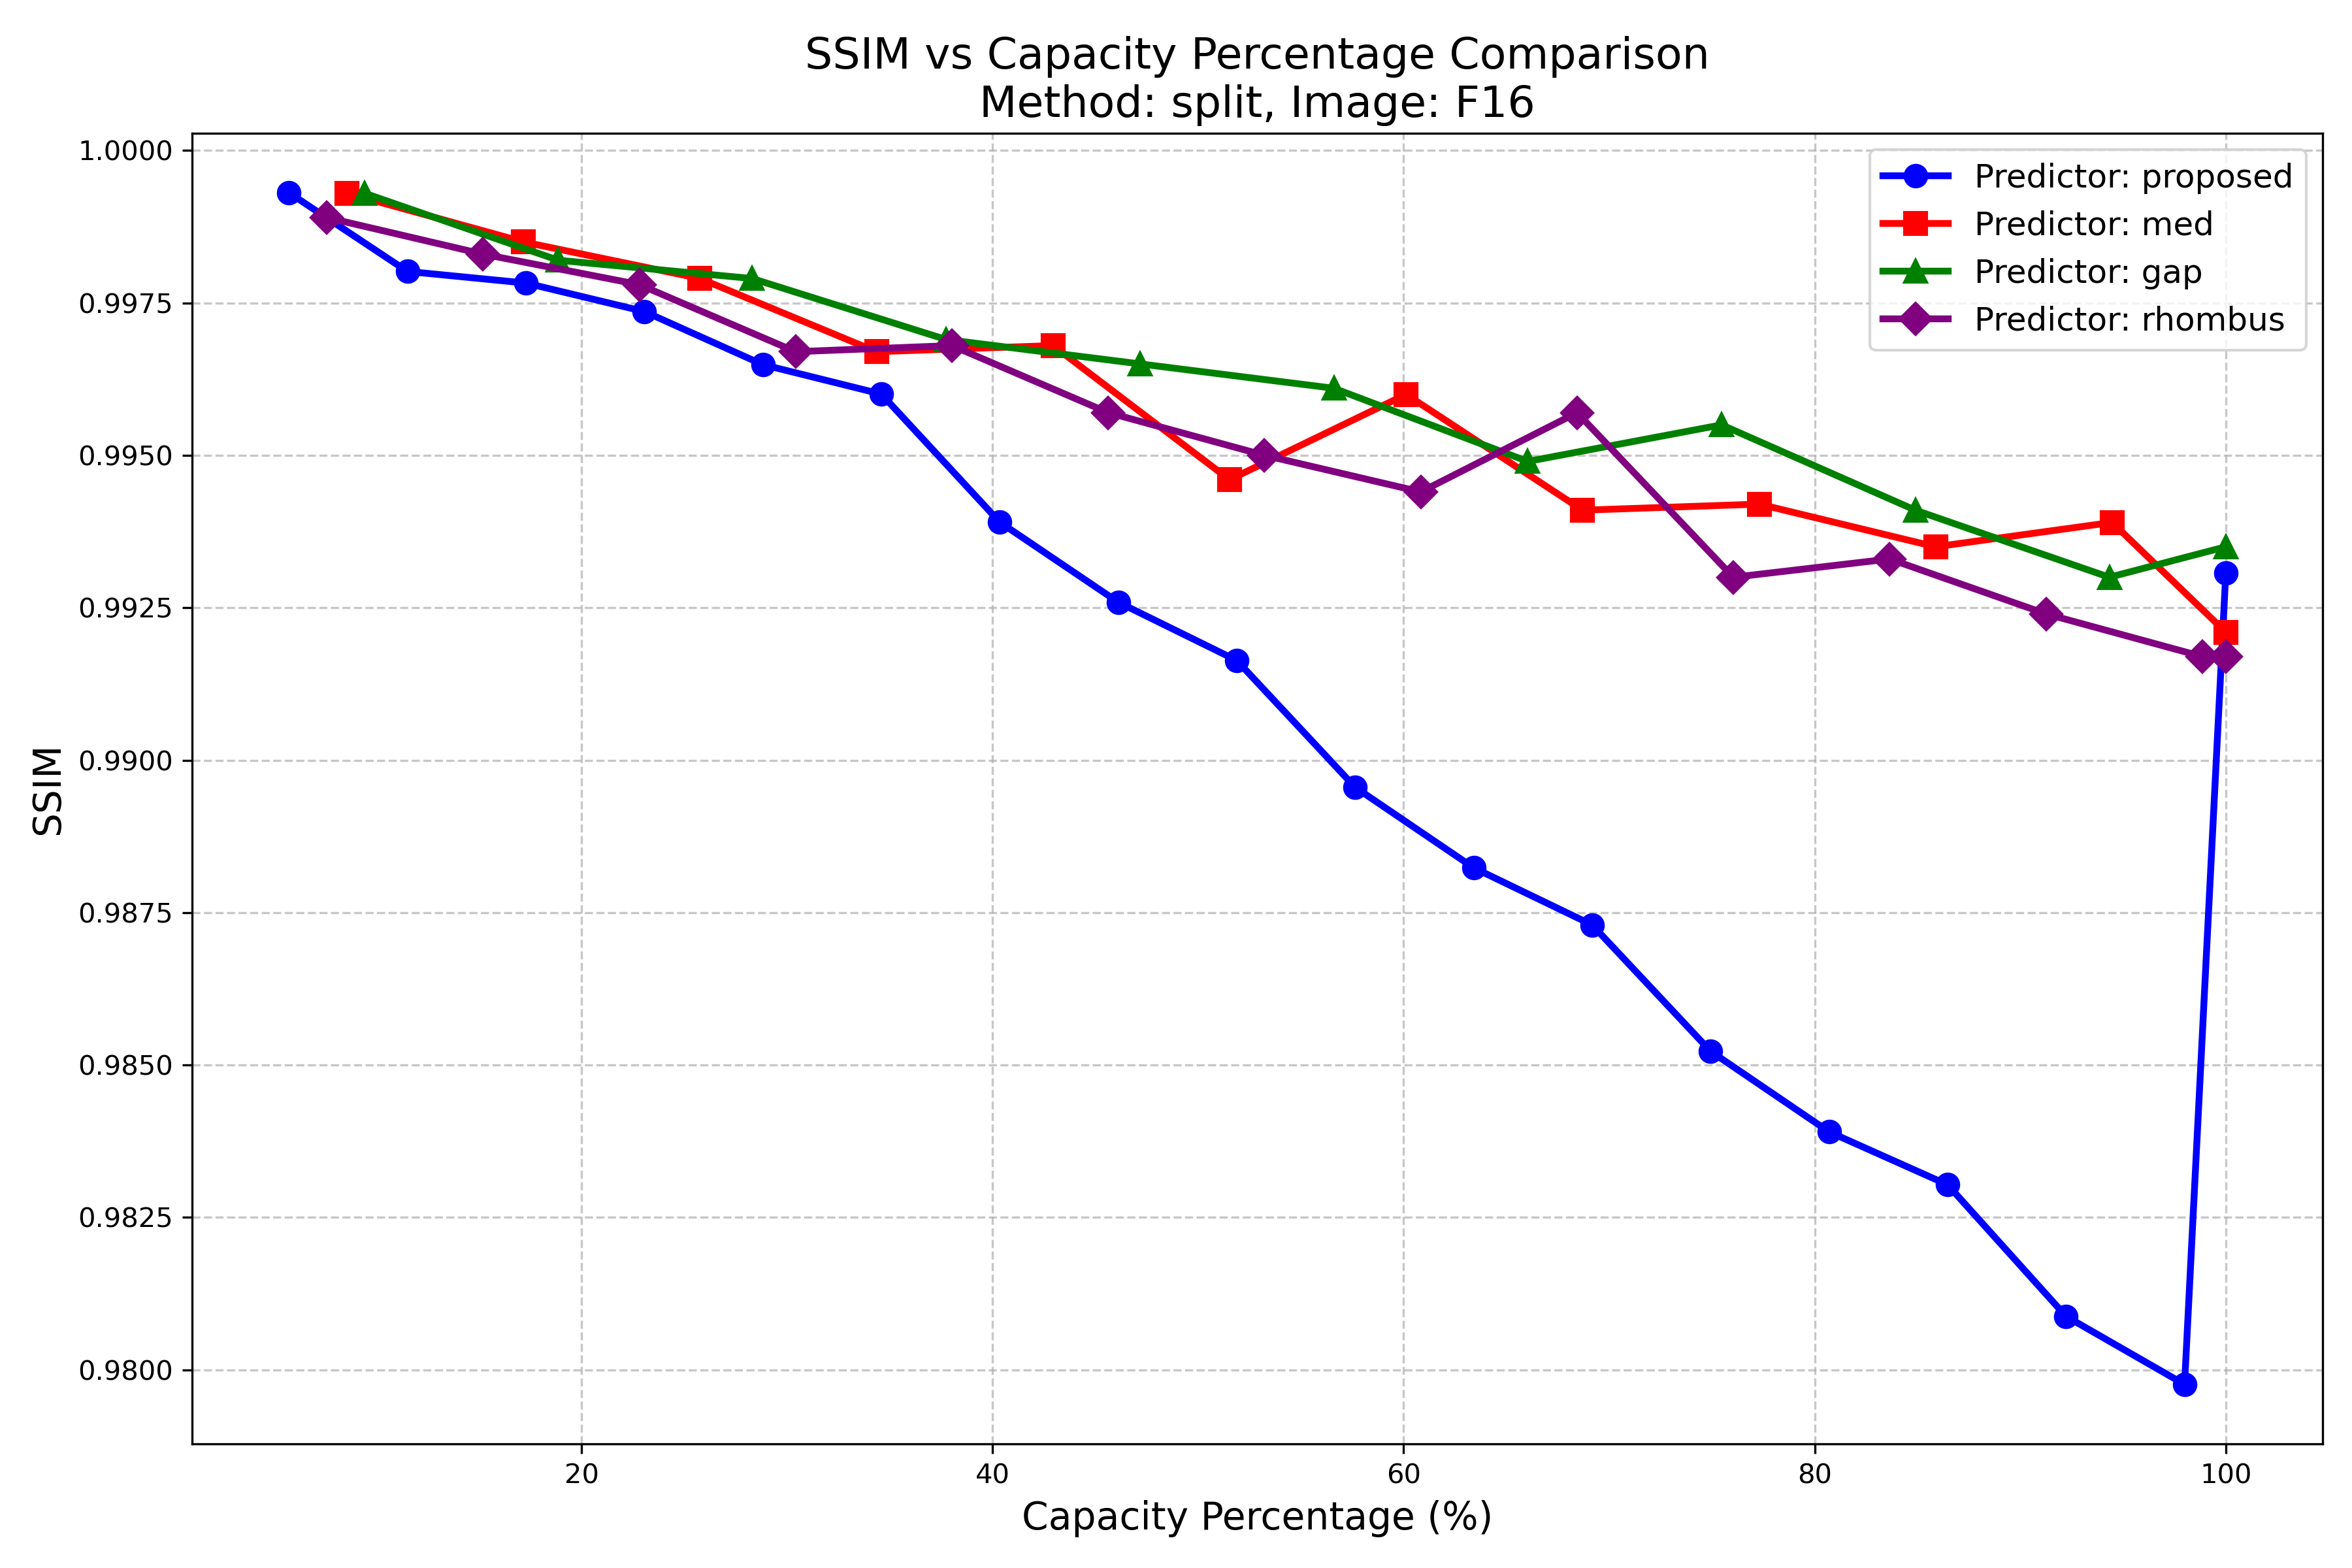 SSIM vs Capacity Percentage Comparison
Method: split, Image: F16
1.0000
0.9975
0.9950
0.9925
0.9900
0.9875
0.9850
0.9825
0.9800
SSIM
Predictor: proposed
Predictor: med
Predictor: gap
Predictor: rhombus
20
40
60
80
100
Capacity Percentage (%)